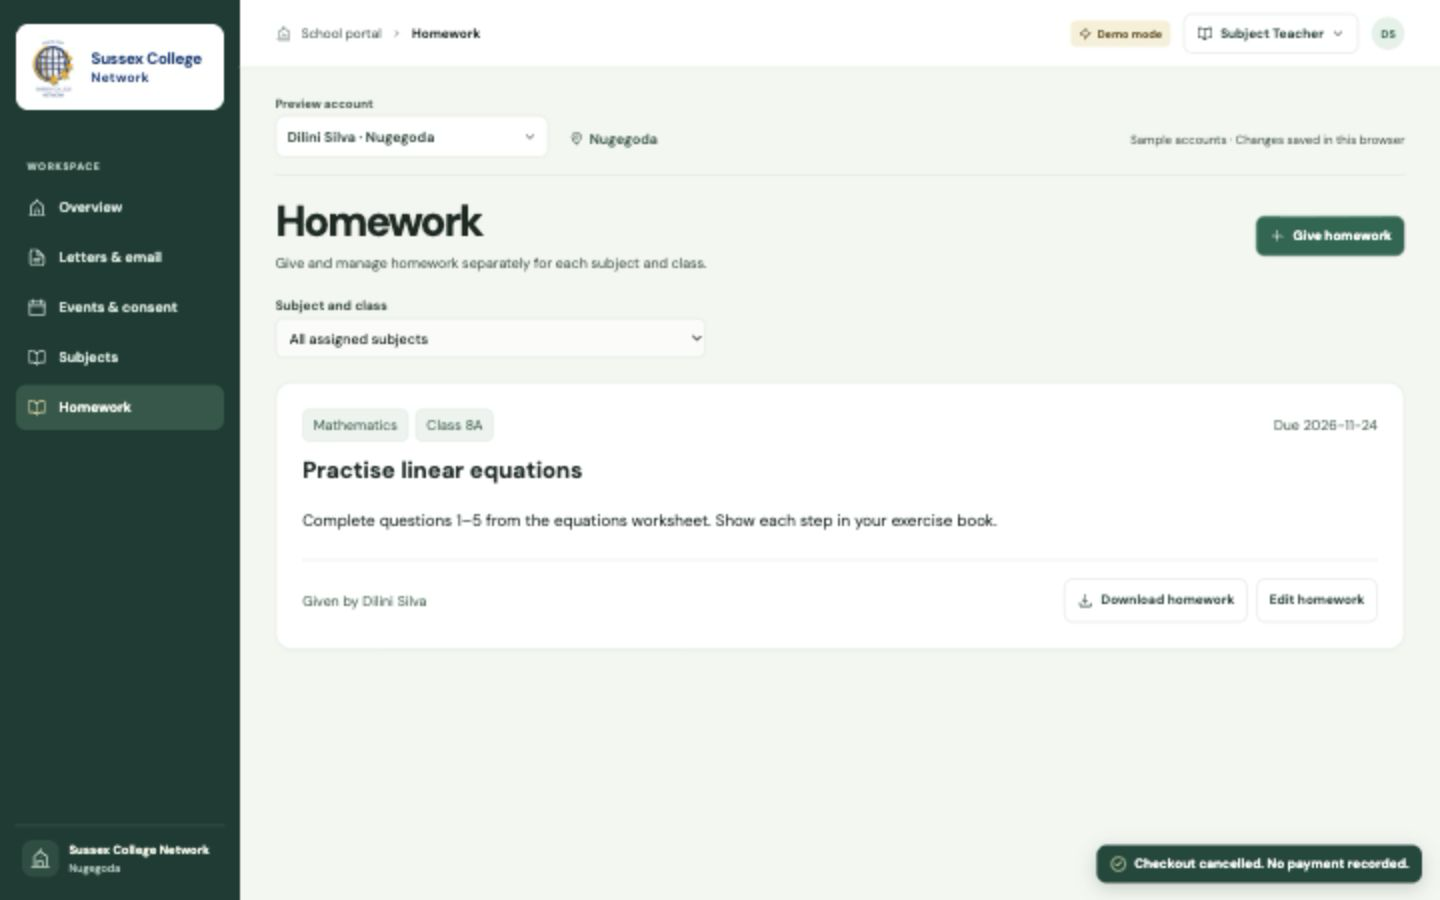 Sussex College
Network
WORKSPACE
Overview
Letters & email
Events & consent
Subjects
Homework
Sussex College Network
Nugegoda
School portal > Homework
Demo mode
Subject Teacher
DS
Preview account
Dilini Silva · Nugegoda
Nugegoda
Sample accounts · Changes saved in this browser
Homework
Give and manage homework separately for each subject and class.
+ Give homework
Subject and class
All assigned subjects
Mathematics
Class 8A
Due 2026-11-24
Practise linear equations
Complete questions 1–5 from the equations worksheet. Show each step in your exercise book.
Given by Dilini Silva
Download homework
Edit homework
Checkout cancelled. No payment recorded.